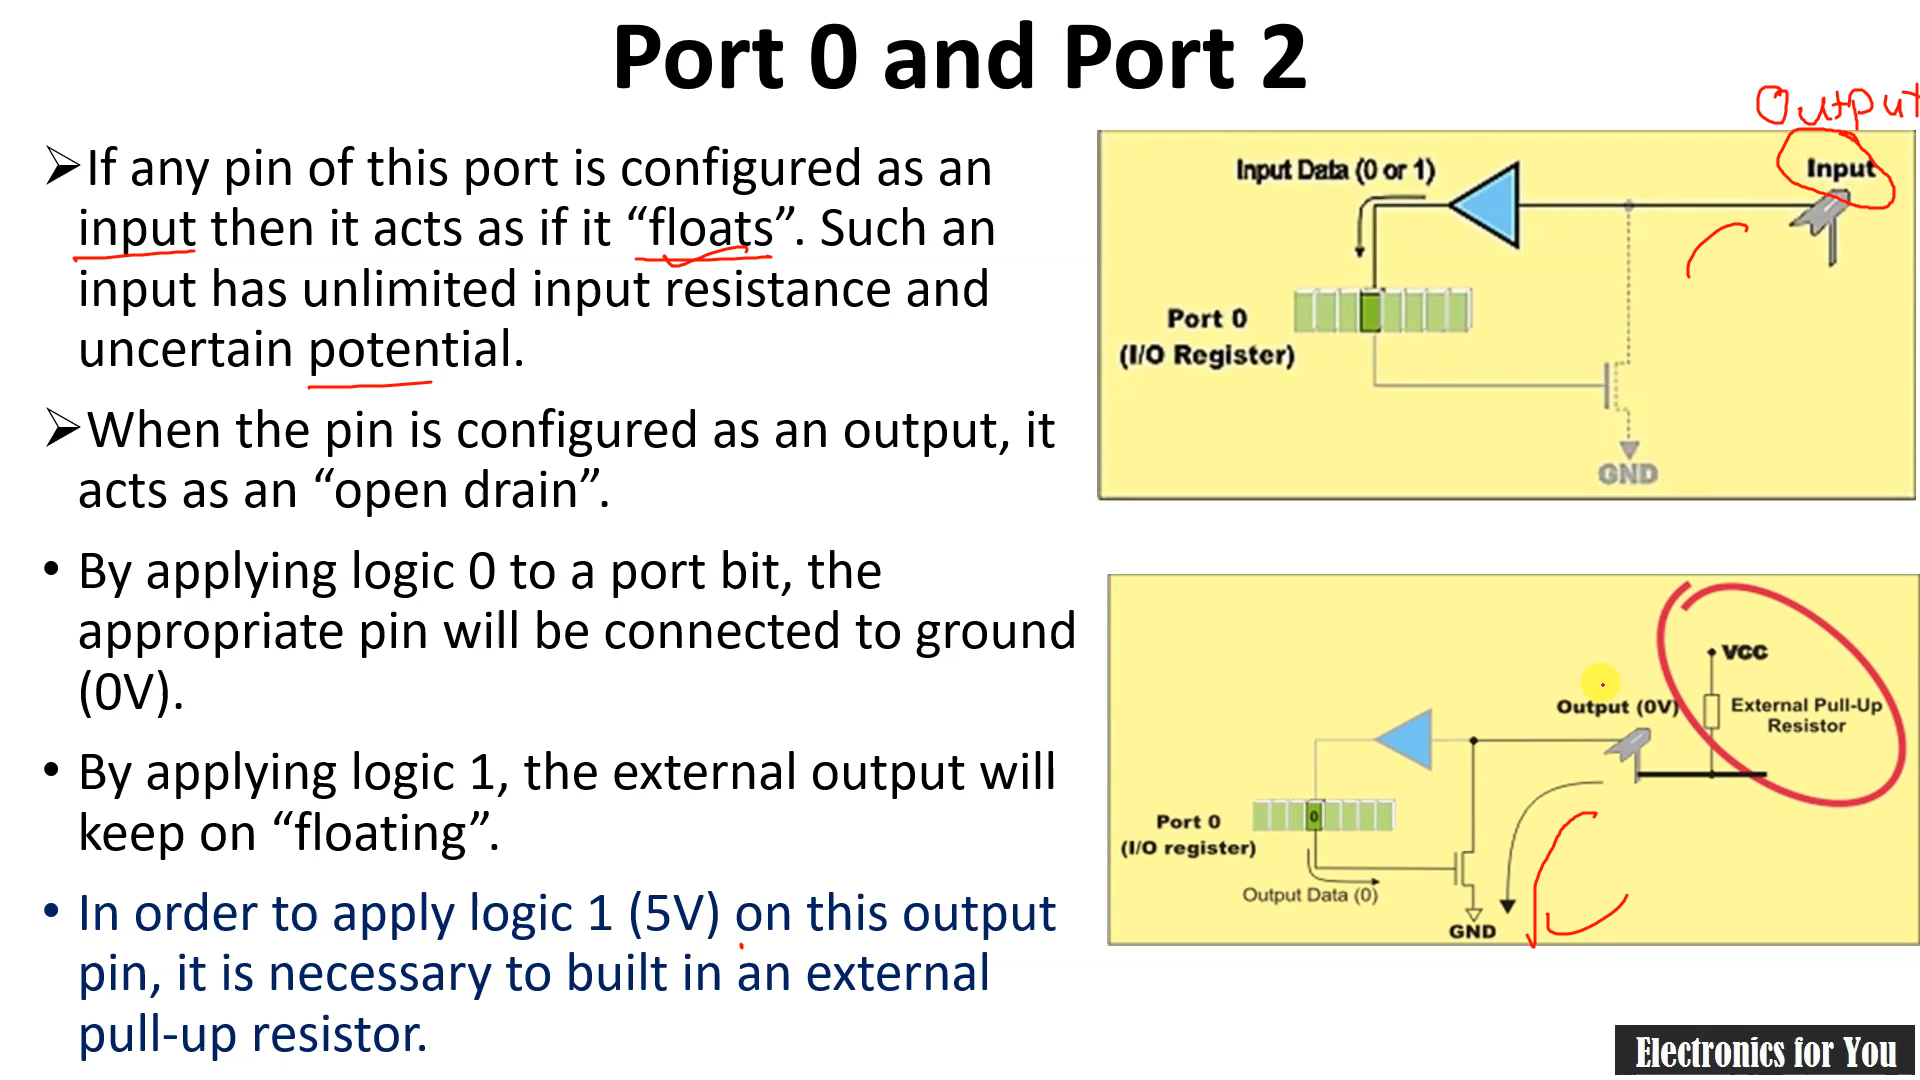 Port 0 and Port 2
➢If any pin of this port is configured as an
input then it acts as if it “floats”. Such an
input has unlimited input resistance and
uncertain potential.
➢When the pin is configured as an output, it
acts as an “open drain”.
• By applying logic 0 to a port bit, the
appropriate pin will be connected to ground
(0V).
• By applying logic 1, the external output will
keep on “floating”.
• In order to apply logic 1 (5V) on this output
pin, it is necessary to built in an external
pull-up resistor.
Output
Input Data (0 or 1)
Input
Port 0
(I/O Register)
GND
VCC
Output (0V)
External Pull-Up
Resistor
Port 0
(I/O register)
0
Output Data (0)
GND
Electronics for You